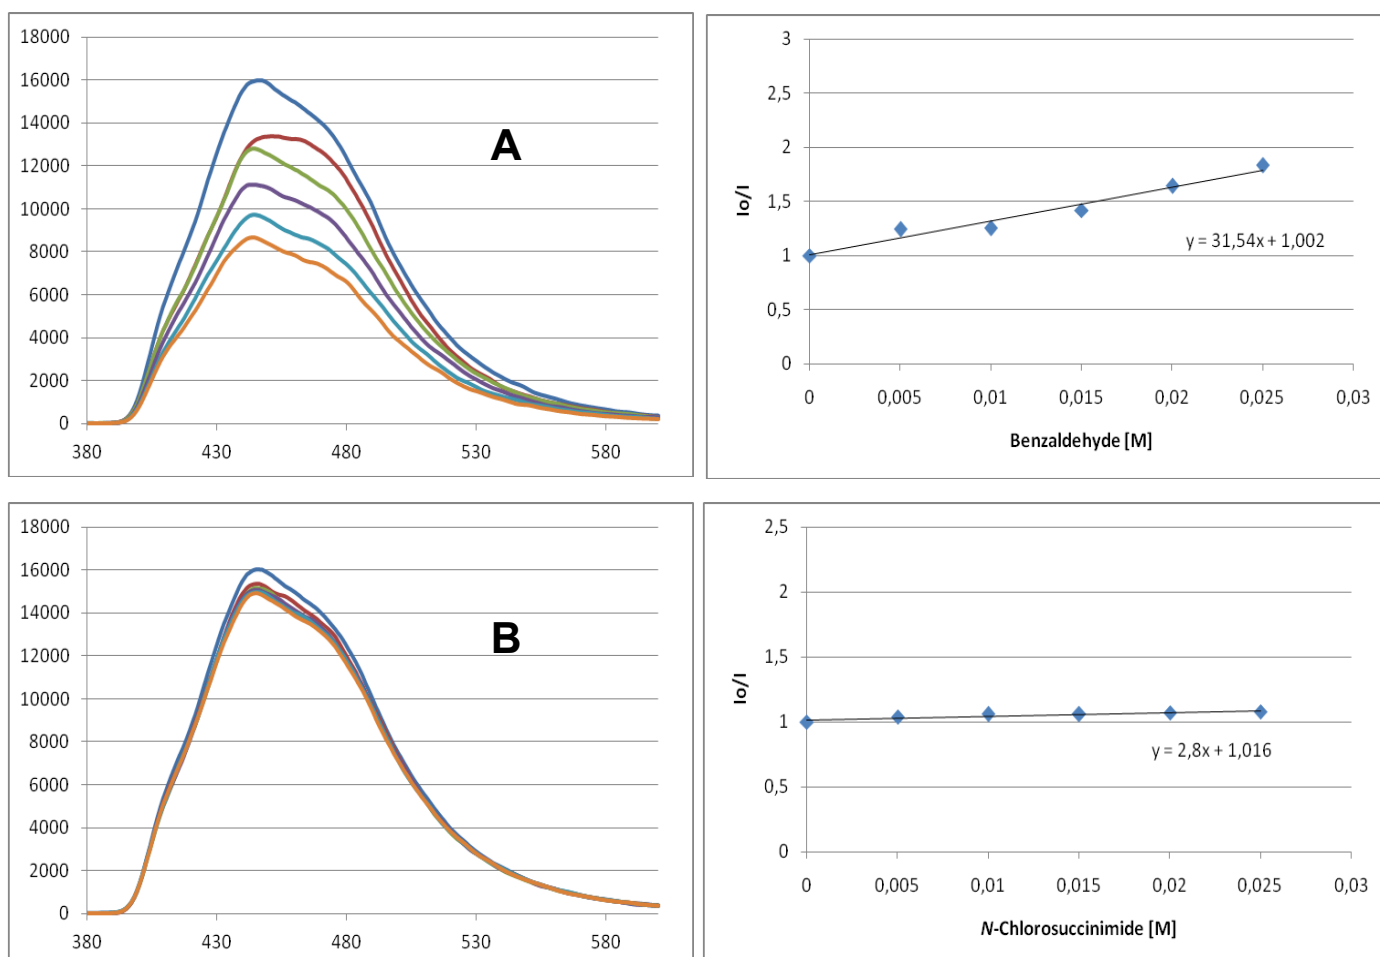 18000
16000
14000
12000
10000
8000
6000
4000
2000
0
380 430 480 530 580
A
3
2,5
2
1,5
1
0,5
0
0 0,005 0,01 0,015 0,02 0,025 0,03
Io/I
y = 31,54x + 1,002
Benzaldehyde [M]
18000
16000
14000
12000
10000
8000
6000
4000
2000
0
380 430 480 530 580
B
2,5
2
1,5
1
0,5
0
0 0,005 0,01 0,015 0,02 0,025 0,03
Io/I
y = 2,8x + 1,016
N-Chlorosuccinimide [M]